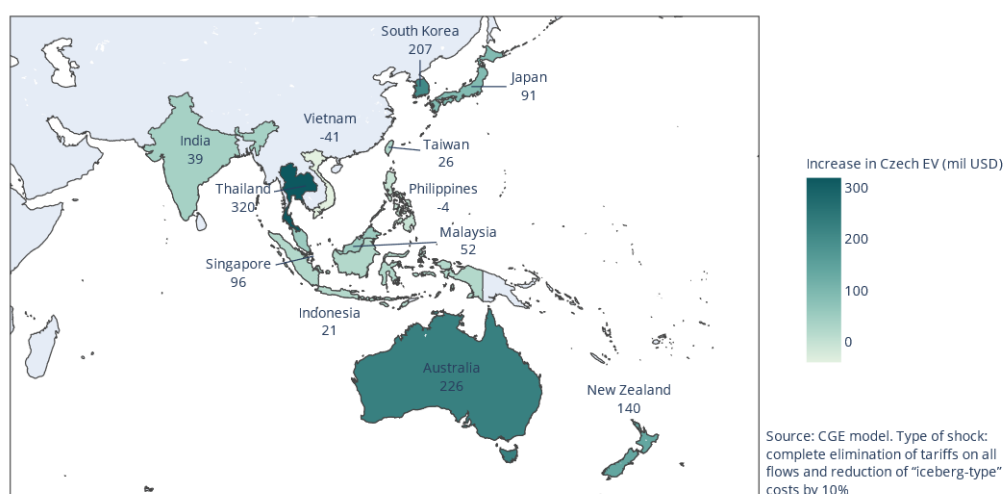 South Korea
207
Japan
91
Vietnam
-41
India
39
Taiwan
26
Thailand
320
Philippines
-4
Malaysia
52
Singapore
96
Indonesia
21
Australia
226
New Zealand
140
Increase in Czech EV (mil USD)
300
200
100
0
Source: CGE model. Type of shock:
complete elimination of tariffs on all
flows and reduction of “iceberg-type”
costs by 10%